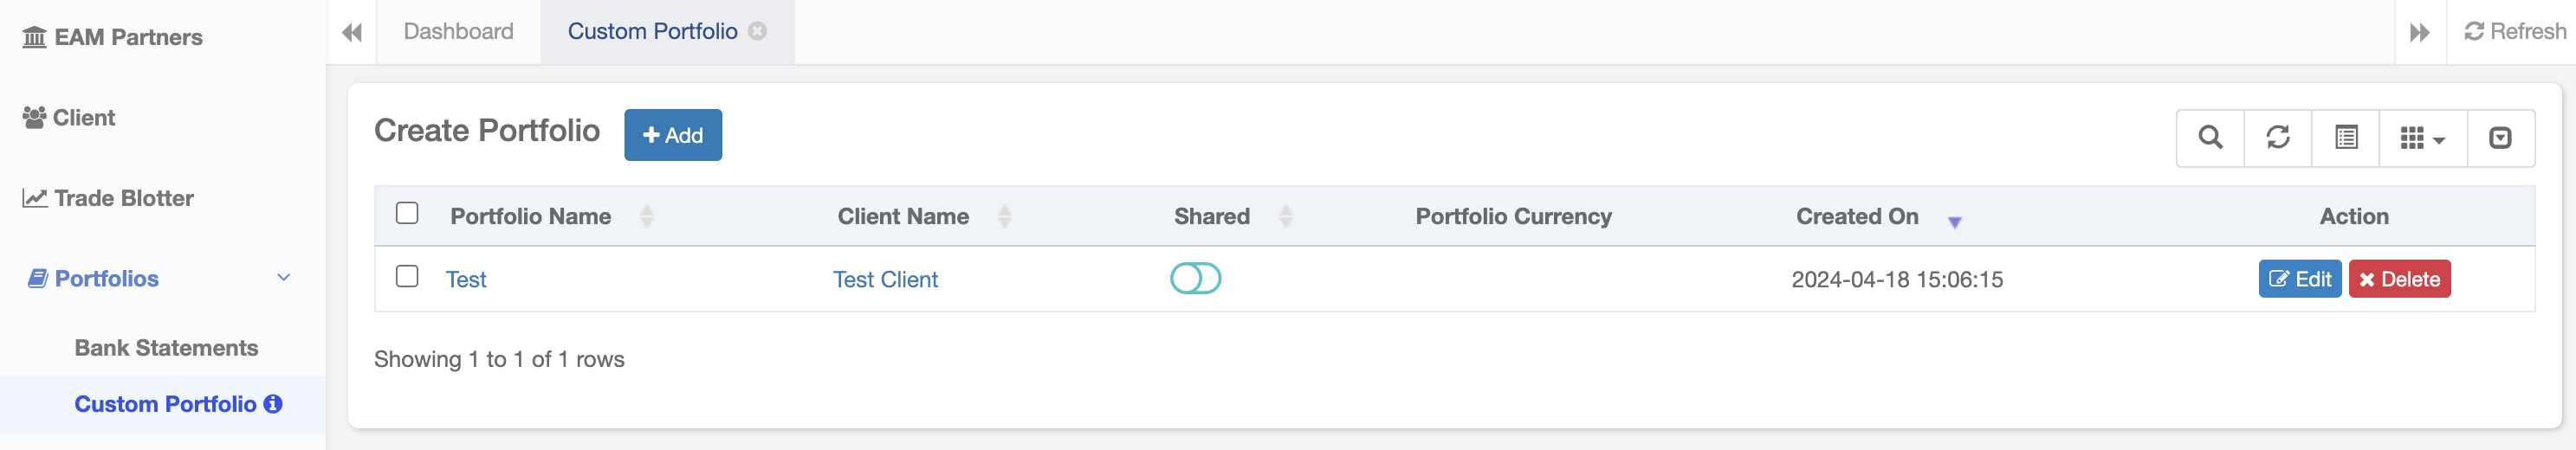 EAM Partners
Client
Trade Blotter
Portfolios
Bank Statements
Custom Portfolio
Dashboard Custom Portfolio Refresh
Create Portfolio Add
Portfolio Name Client Name Shared Portfolio Currency Created On Action
Test Test Client 2024-04-18 15:06:15 Edit Delete
Showing 1 to 1 of 1 rows